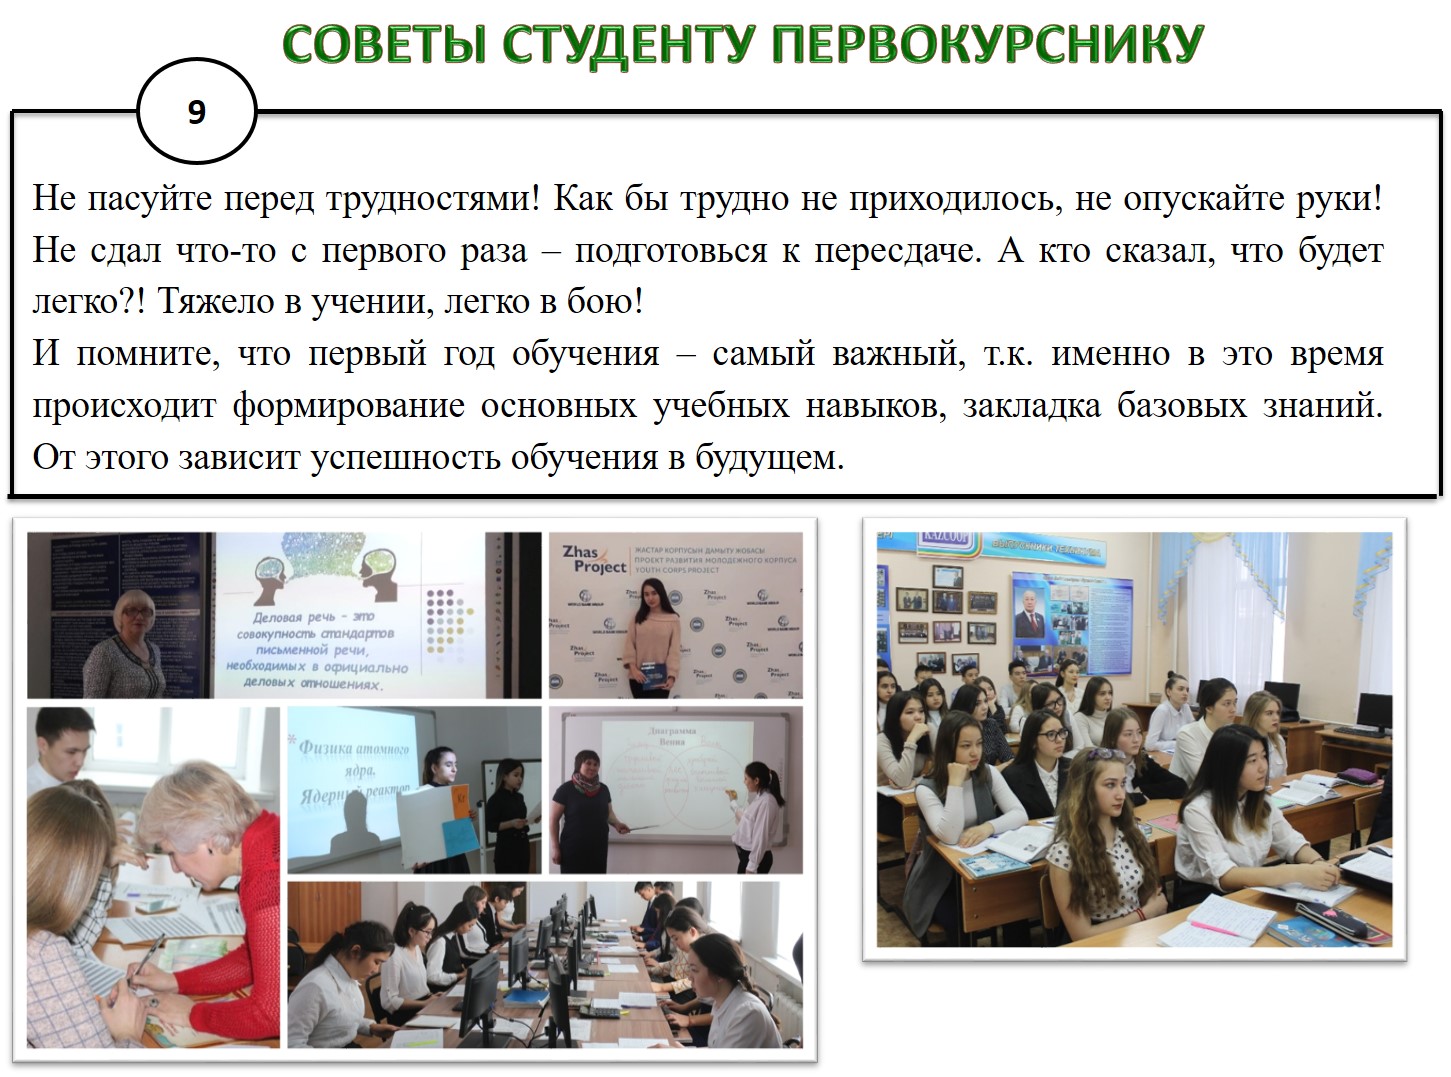 СОВЕТЫ СТУДЕНТУ ПЕРВОКУРСНИКУ
9
Не пасуйте перед трудностями! Как бы трудно не приходилось, не опускайте руки!
Не сдал что-то с первого раза – подготовься к пересдаче. А кто сказал, что будет
легко?! Тяжело в учении, легко в бою!
И помните, что первый год обучения – самый важный, т.к. именно в это время
происходит формирование основных учебных навыков, закладка базовых знаний.
От этого зависит успешность обучения в будущем.
Деловая речь – это
совокупность стандартов
письменной речи,
необходимых в официально
деловых отношениях.
Zhas
Project
ЖАСТАР КОРПУСЫН ДАМЫТУ ЖОБАСЫ
ПРОЕКТ РАЗВИТИЯ МОЛОДЕЖНОГО КОРПУСА
YOUTH CORPS PROJECT
*Физика атомного
ядра.
Ядерный реактор
Диаграмма
Венна
KAZCOOP